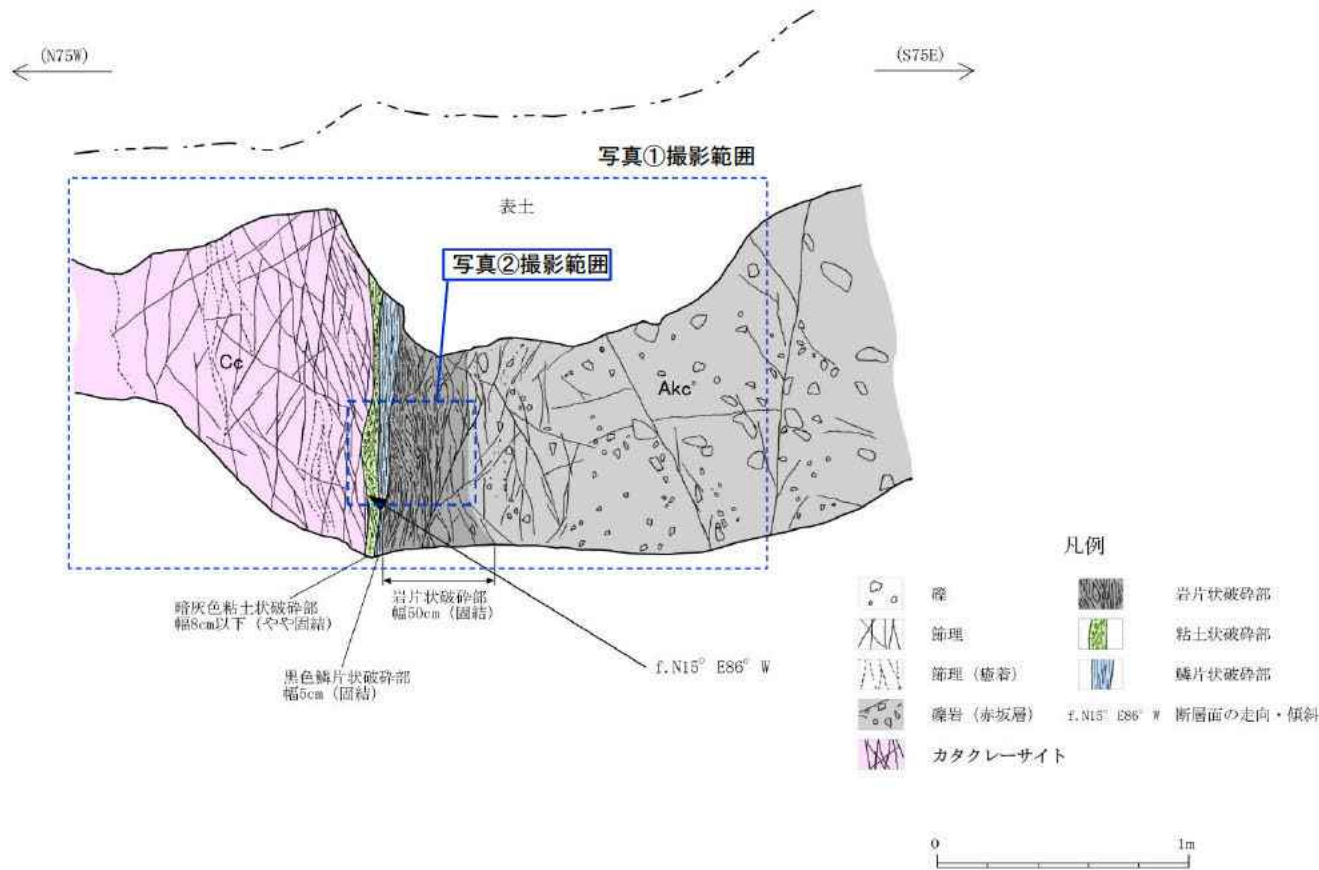 (N75W)
(S75E)
写真①撮影範囲
表土
写真②撮影範囲
Cc
Akc
岩片状破砕部
幅50cm (固結)
暗灰色粘土状破砕部
幅8cm以下 (やや固結)
黒色鱗片状破砕部
幅5cm (固結)
f.N15° E86° W
凡例
礫
岩片状破砕部
節理
粘土状破砕部
節理 (癒着)
鱗片状破砕部
礫岩 (赤坂層)
f.N15° E86° W 断層面の走向・傾斜
カタクレーサイト
0
1m